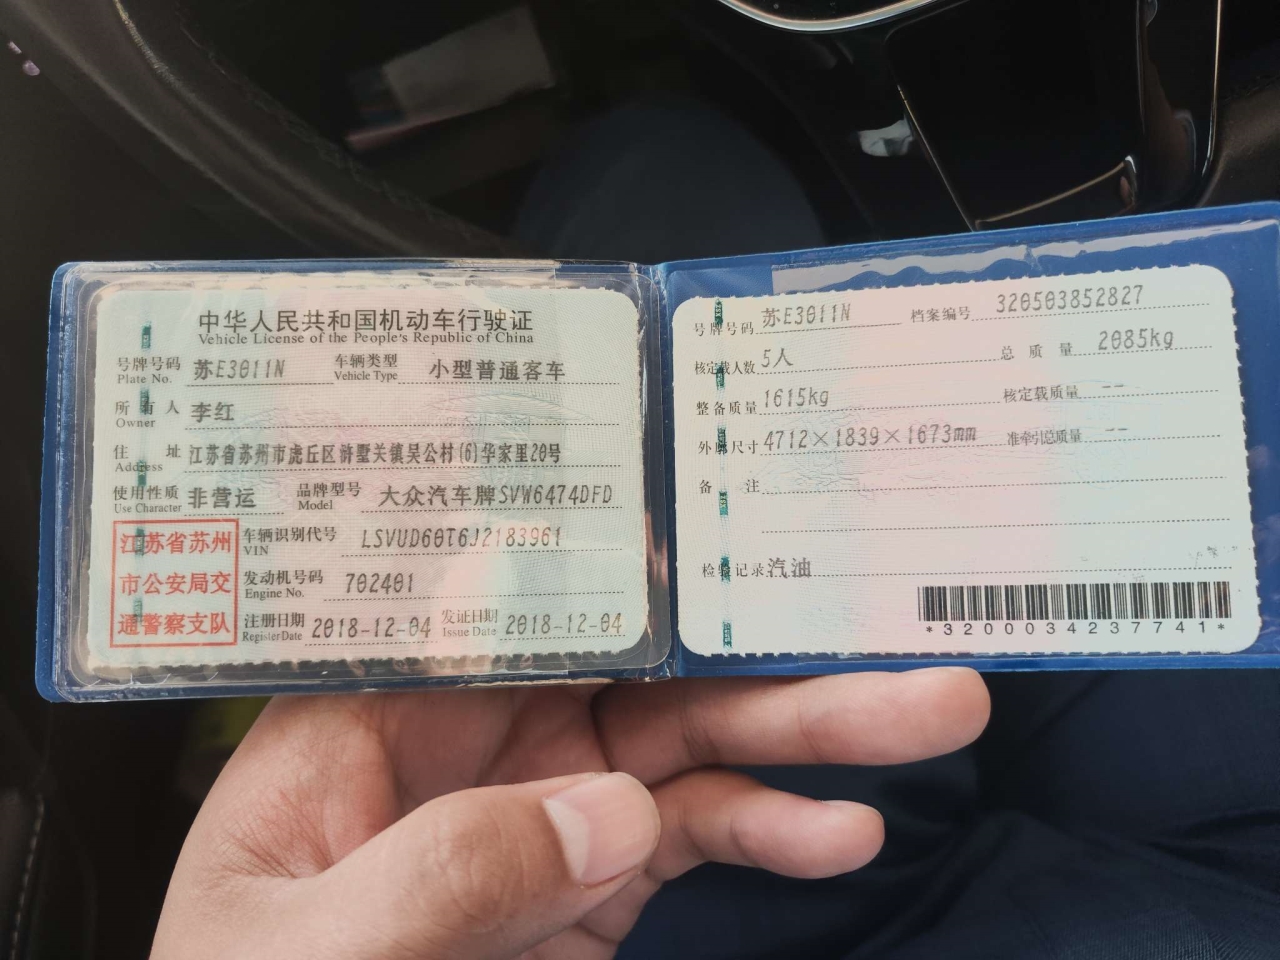 中华人民共和国机动车行驶证
Vehicle License of the People's Republic of China
号牌号码 苏E3011N 车辆类型 小型普通客车
Plate No. Vehicle Type
所有人 李红
Owner
住址 江苏省苏州市虎丘区浒墅关镇吴公村(6)华家里20号
Address
使用性质 非营运 品牌型号 大众汽车牌SVW6474DFD
Use Character Model
江苏省苏州
市公安局交
通警察支队
车辆识别代号 LSVUD60T6J2183961
VIN
发动机号码 702401
Engine No.
注册日期 2018-12-04 发证日期 2018-12-04
Register Date Issue Date
号牌号码 苏E3011N 档案编号 320503852827
核定载人数 5人 总质量 2085kg
整备质量 1615kg 核定载质量 --
外廓尺寸 4712×1839×1673mm 准牵引总质量 --
备注
检验记录 汽油
*3200034237741*